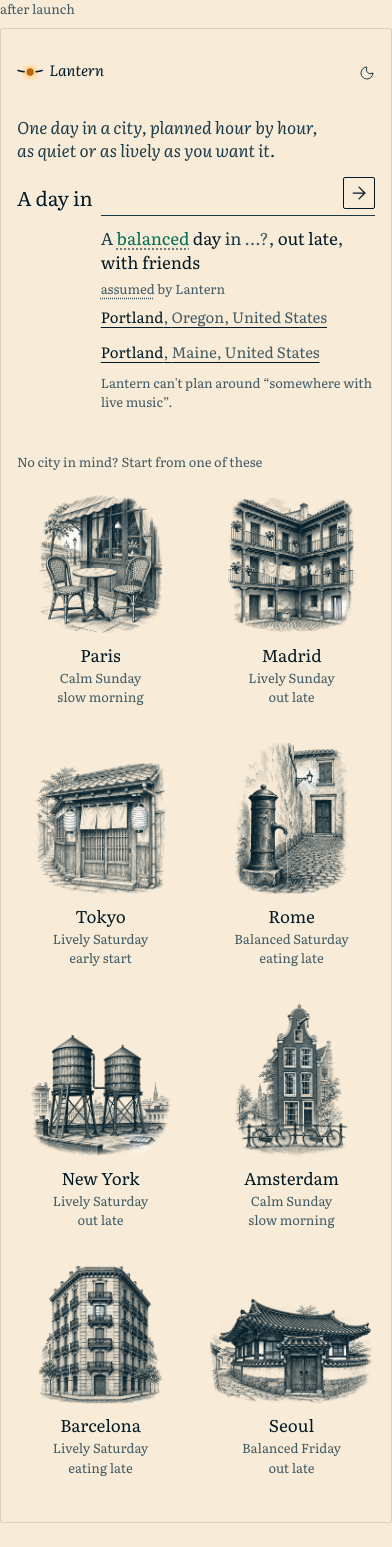 after launch
Lantern
One day in a city, planned hour by hour,
as quiet or as lively as you want it.
A day in
A balanced day in …?, out late,
with friends
assumed by Lantern
Portland, Oregon, United States
Portland, Maine, United States
Lantern can't plan around “somewhere with
live music”.
No city in mind? Start from one of these
Paris
Calm Sunday
slow morning
Madrid
Lively Sunday
out late
Tokyo
Lively Saturday
early start
Rome
Balanced Saturday
eating late
New York
Lively Saturday
out late
Amsterdam
Calm Sunday
slow morning
Barcelona
Lively Saturday
eating late
Seoul
Balanced Friday
out late